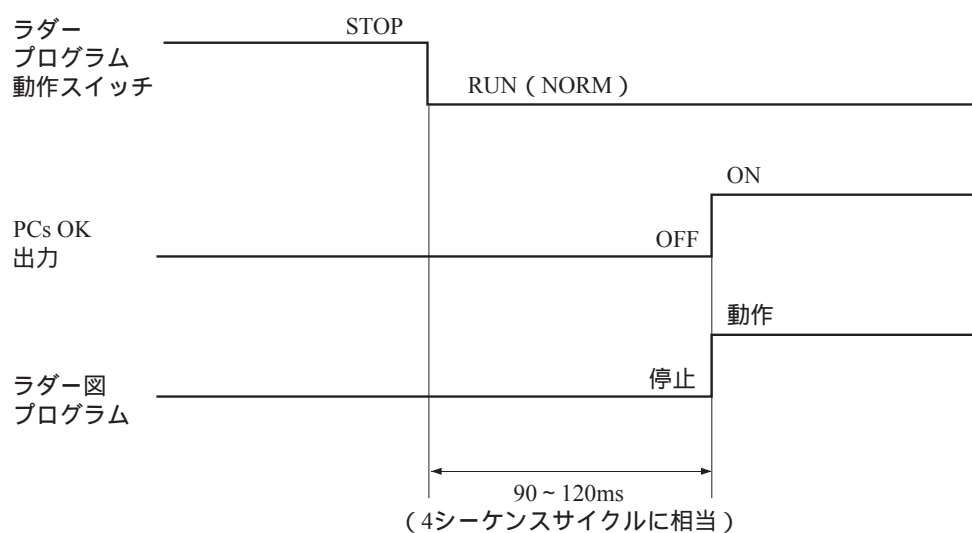 ラダー
プログラム
動作スイッチ
STOP
RUN（NORM）
ON
PCs OK
出力
OFF
動作
ラダー図
プログラム
停止
90~120ms
（4シーケンスサイクルに相当）